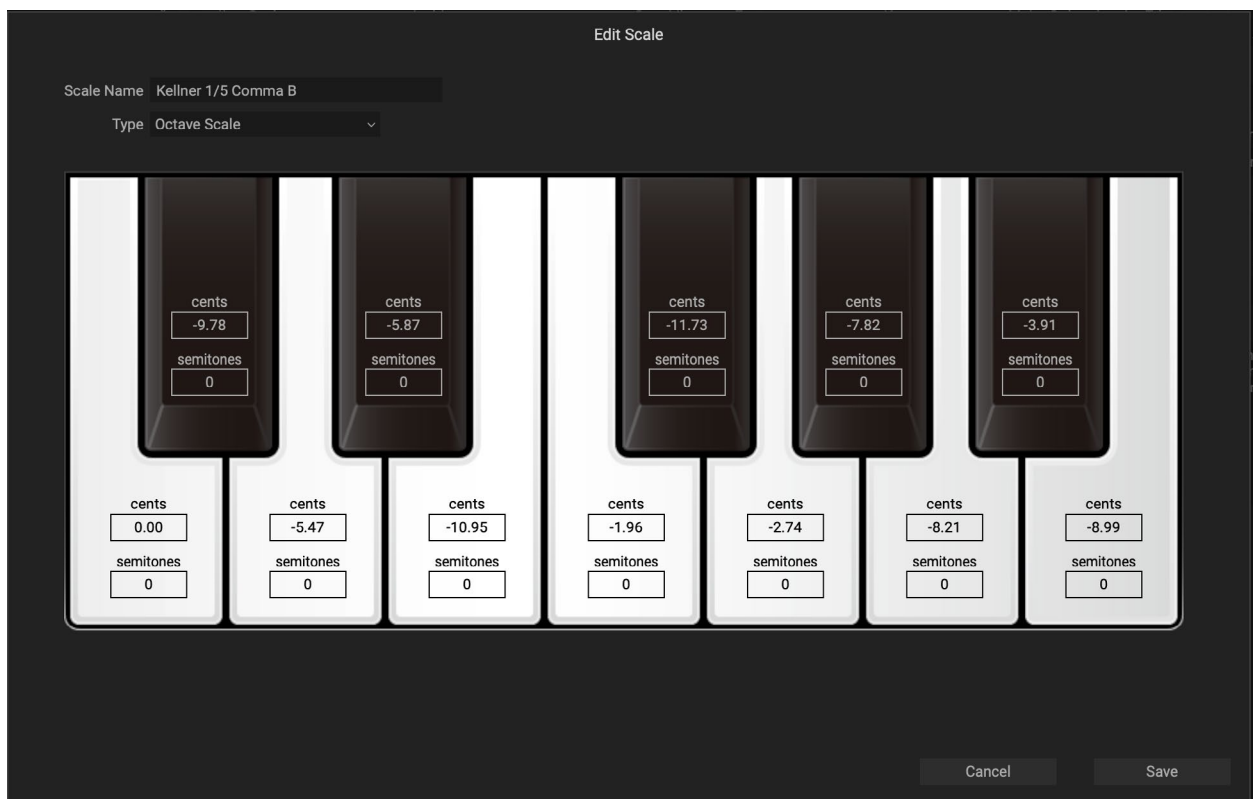 Edit Scale
Scale Name Kellner 1/5 Comma B
Type Octave Scale
cents cents cents cents cents
-9.78 -5.87 -11.73 -7.82 -3.91
semitones semitones semitones semitones semitones
0 0 0 0 0
cents cents cents cents cents cents cents
0.00 -5.47 -10.95 -1.96 -2.74 -8.21 -8.99
semitones semitones semitones semitones semitones semitones semitones
0 0 0 0 0 0 0
Cancel Save